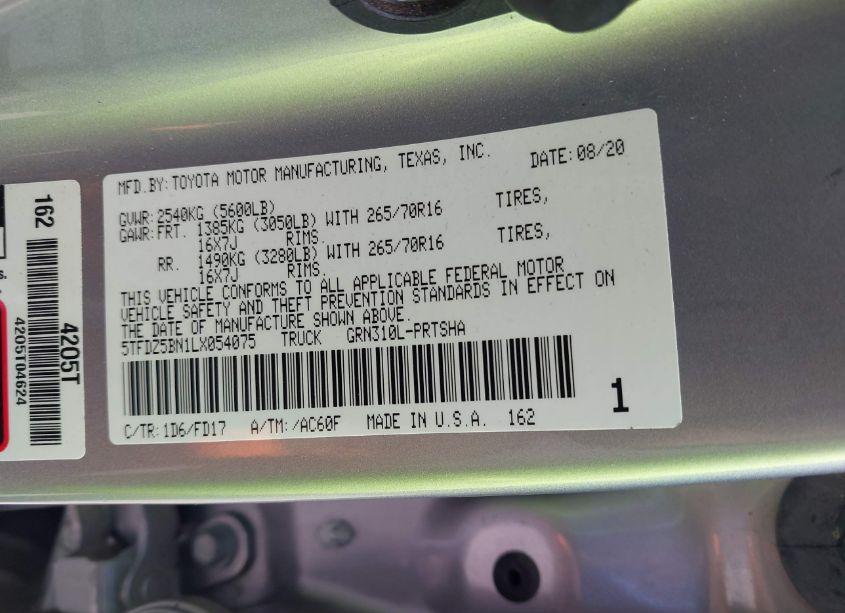 MFD.BY:TOYOTA MOTOR MANUFACTURING, TEXAS, INC. DATE:08/20
GVWR:2540KG (5600LB)
GAWR:FRT. 1385KG (3050LB) WITH 265/70R16 TIRES,
16X7J RIMS.
RR. 1490KG (3280LB) WITH 265/70R16 TIRES,
16X7J RIMS.
THIS VEHICLE CONFORMS TO ALL APPLICABLE FEDERAL MOTOR
VEHICLE SAFETY AND THEFT PREVENTION STANDARDS IN EFFECT ON
THE DATE OF MANUFACTURE SHOWN ABOVE.
5TFDZ5BN1LX054075 TRUCK GRN310L-PRTSHA
C/TR:1D6/FD17 A/TM:/AC60F MADE IN U.S.A. 162
1
162
4205T
4205T04624
s.